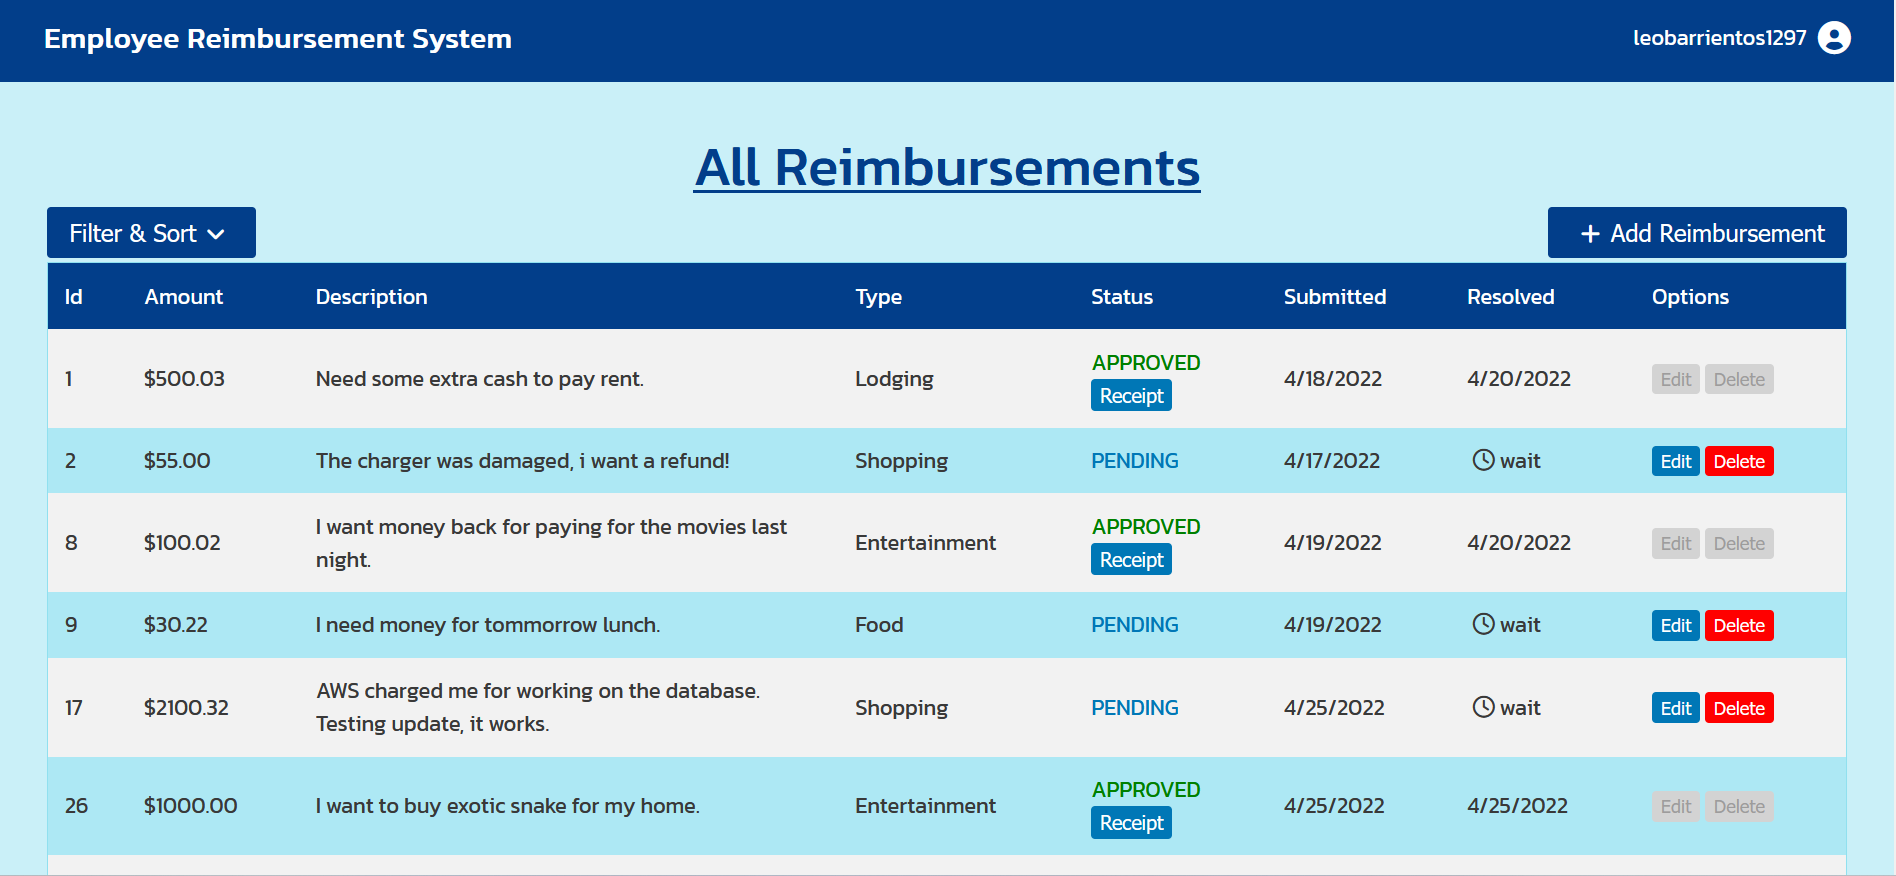 Employee Reimbursement System
leobarrientos1297
All Reimbursements
Filter & Sort
+ Add Reimbursement
Id Amount Description Type Status Submitted Resolved Options
1 $500.03 Need some extra cash to pay rent. Lodging APPROVED Receipt 4/18/2022 4/20/2022 Edit Delete
2 $55.00 The charger was damaged, i want a refund! Shopping PENDING 4/17/2022 wait Edit Delete
8 $100.02 I want money back for paying for the movies last
night. Entertainment APPROVED Receipt 4/19/2022 4/20/2022 Edit Delete
9 $30.22 I need money for tommorrow lunch. Food PENDING 4/19/2022 wait Edit Delete
17 $2100.32 AWS charged me for working on the database.
Testing update, it works. Shopping PENDING 4/25/2022 wait Edit Delete
26 $1000.00 I want to buy exotic snake for my home. Entertainment APPROVED Receipt 4/25/2022 4/25/2022 Edit Delete